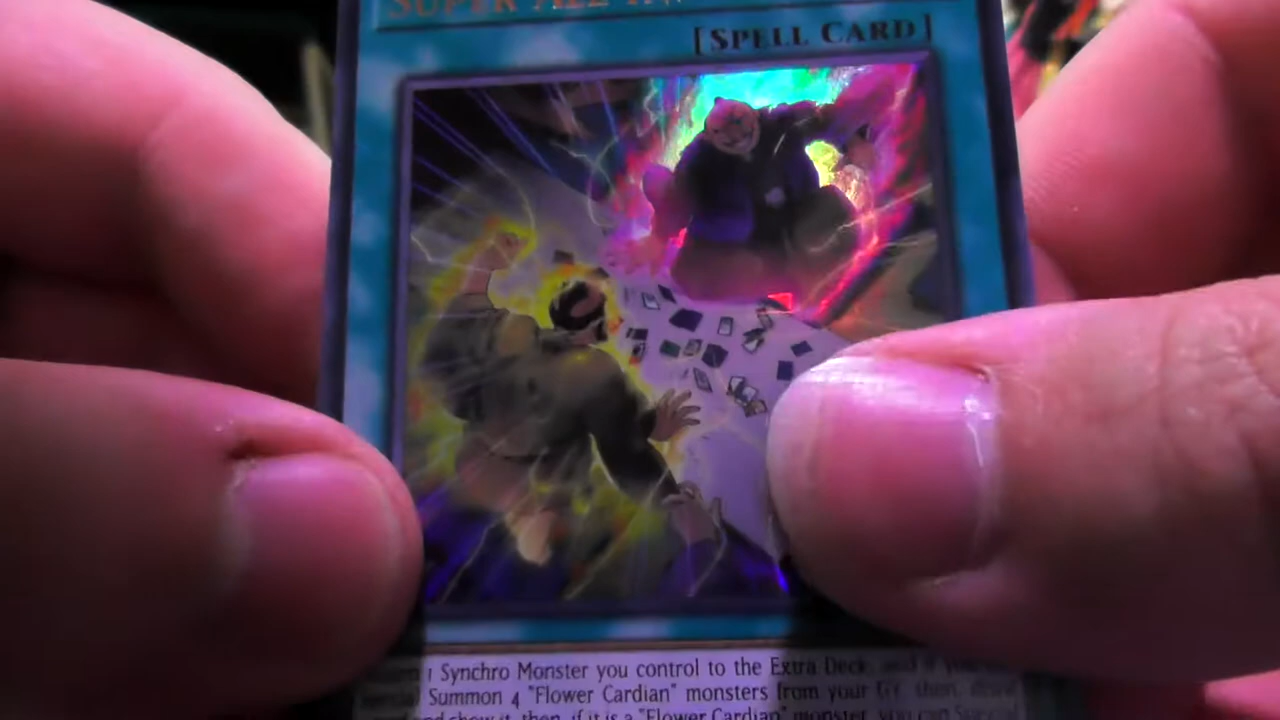 SUPER ALL IN
[SPELL CARD]
1 Synchro Monster you control to the Extra Deck, and if you
Summon 4 "Flower Cardian" monsters from your GY, then, draw
and show it, then, if it is a "Flower Cardian" monster, you can Special